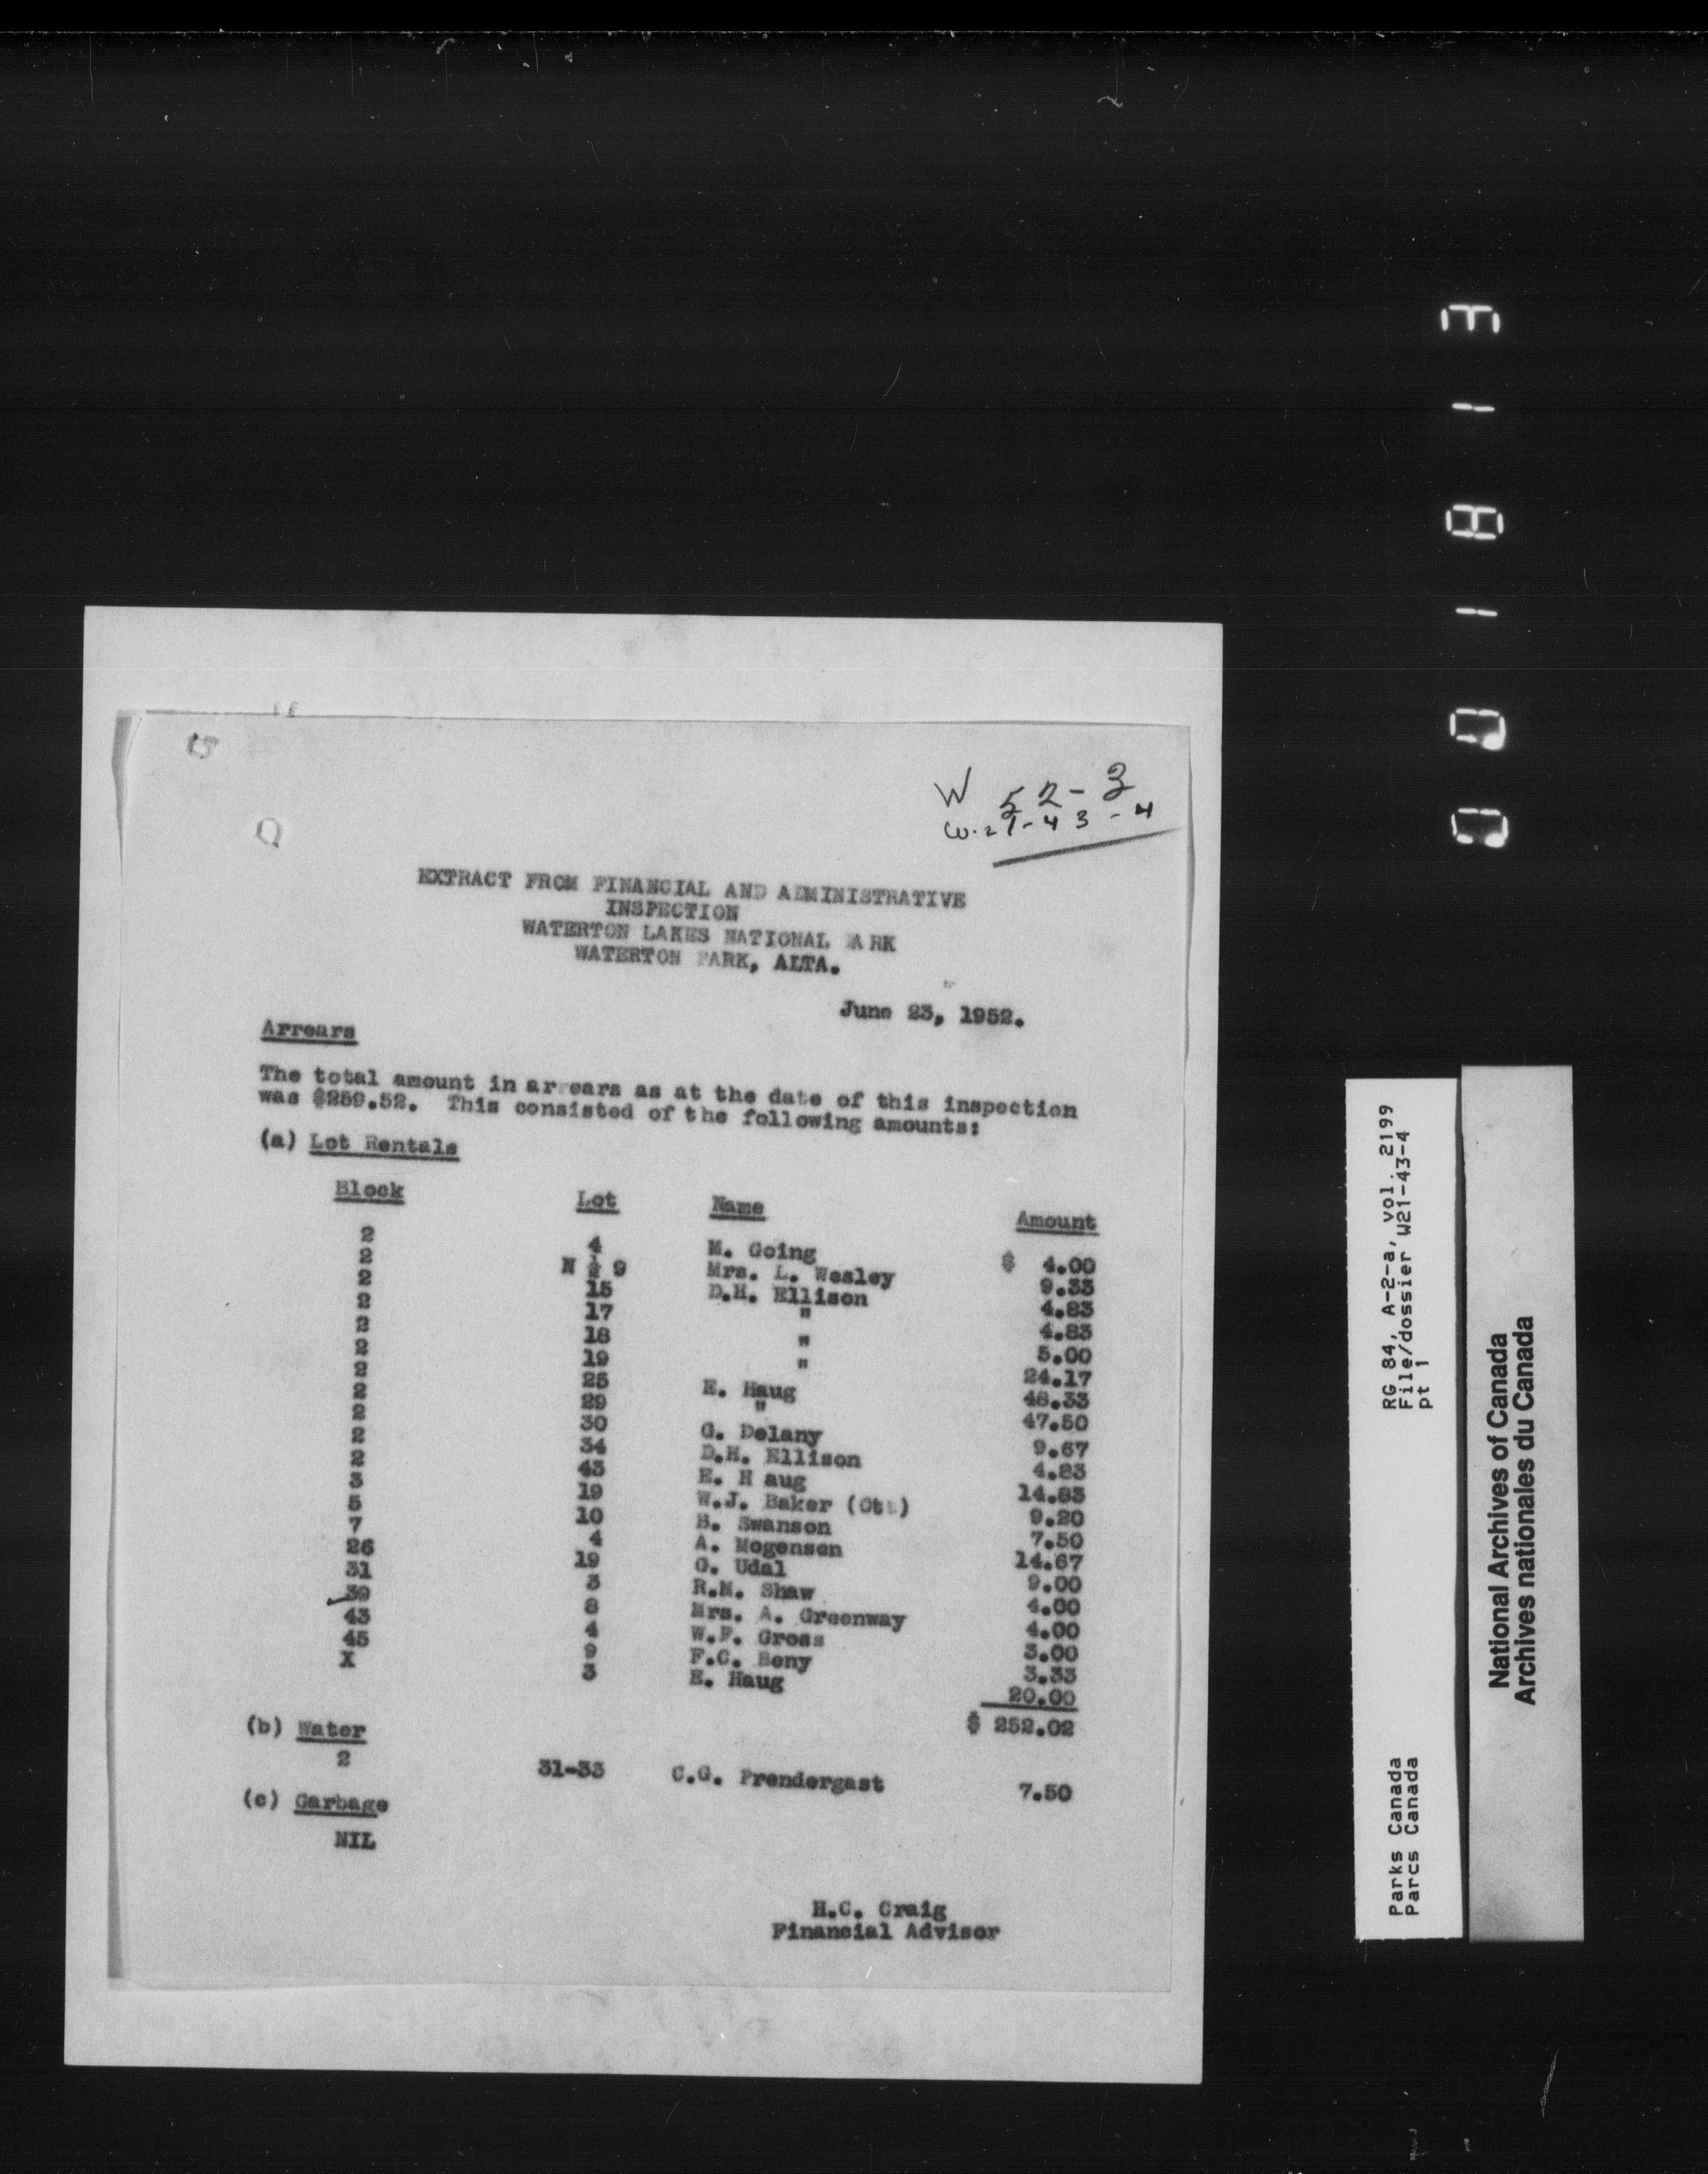 W 52-3
W.21-43-4
EXTRACT FROM FINANCIAL AND ADMINISTRATIVE
INSPECTION
WATERTON LAKES NATIONAL PARK
WATERTON PARK, ALTA.
June 23, 1952.
Arrears
The total amount in arrears as at the date of this inspection
was $259.52. This consisted of the following amounts:
(a) Lot Rentals
Block Lot Name Amount
2 4 M. Going $ 4.00
2 N ½ 9 Mrs. L. Wesley 9.33
2 15 D.H. Ellison 4.83
2 17 " 4.83
2 18 " 5.00
2 19 " 24.17
2 25 E. Haug 48.33
2 29 " 47.50
2 30 G. Delany 9.67
2 34 D.H. Ellison 4.83
2 43 E. H aug 14.83
3 19 W.J. Baker (Ott) 9.20
5 10 B. Swanson 7.50
7 4 A. Mogensen 14.67
26 19 G. Udal 9.00
31 3 R.M. Shaw 4.00
39 8 Mrs. A. Greenway 4.00
43 4 W.F. Gross 3.00
45 9 F.C. Beny 3.33
X 3 E. Haug 20.00
$ 252.02
(b) Water
2 31-33 C.G. Prendergast 7.50
(c) Garbage
NIL
H.C. Craig
Financial Advisor
Parks Canada RG 84, A-2-a, vol. 2199
Parcs Canada File/dossier W21-43-4
pt 1
National Archives of Canada
Archives nationales du Canada